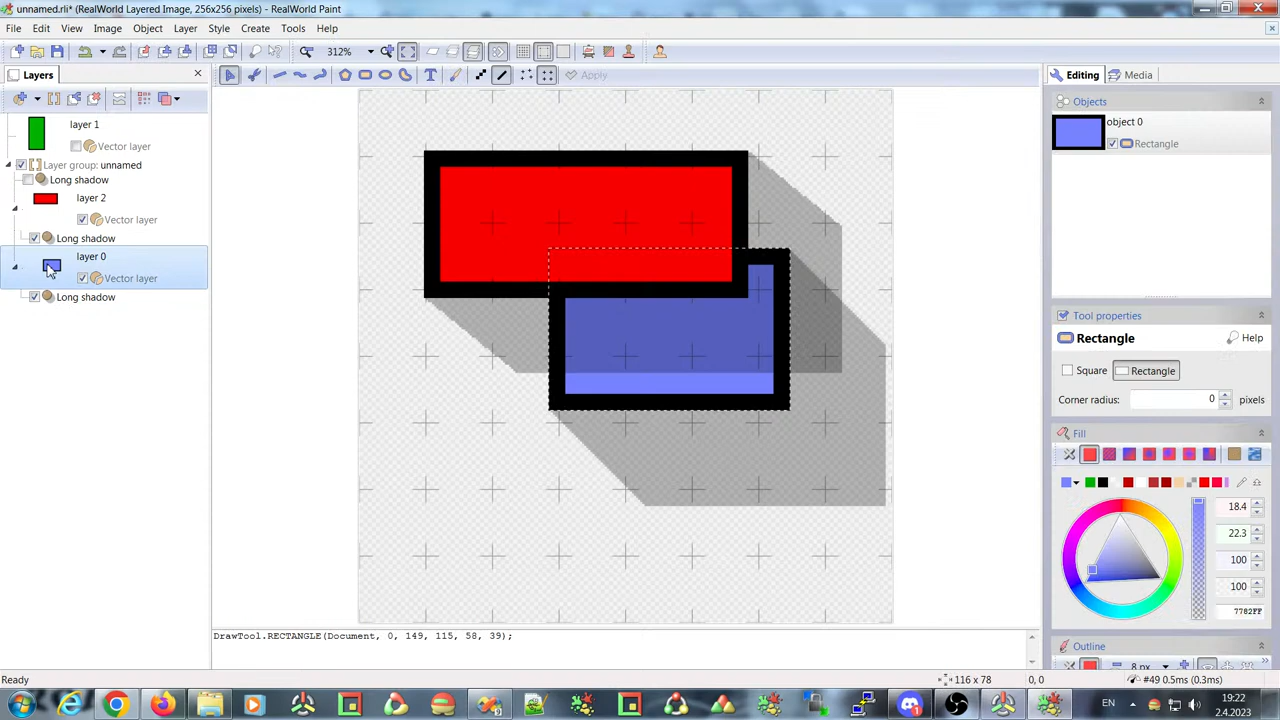 unnamed.rli* (RealWorld Layered Image, 256x256 pixels) - RealWorld Paint
File Edit View Image Object Layer Style Create Tools Help
312%
Layers
Apply
Editing Media
layer 1
Vector layer
Layer group: unnamed
Long shadow
layer 2
Vector layer
Long shadow
layer 0
Vector layer
Long shadow
Objects
object 0
Rectangle
Tool properties
Rectangle Help
Square Rectangle
Corner radius: 0 pixels
Fill
18.4
22.3
100
100
7782FF
Outline
8 px
DrawTool.RECTANGLE(Document, 0, 149, 115, 58, 39);
Ready 116 x 78 0, 0 #49 0.5ms (0.3ms)
EN 19:22
2.4.2023